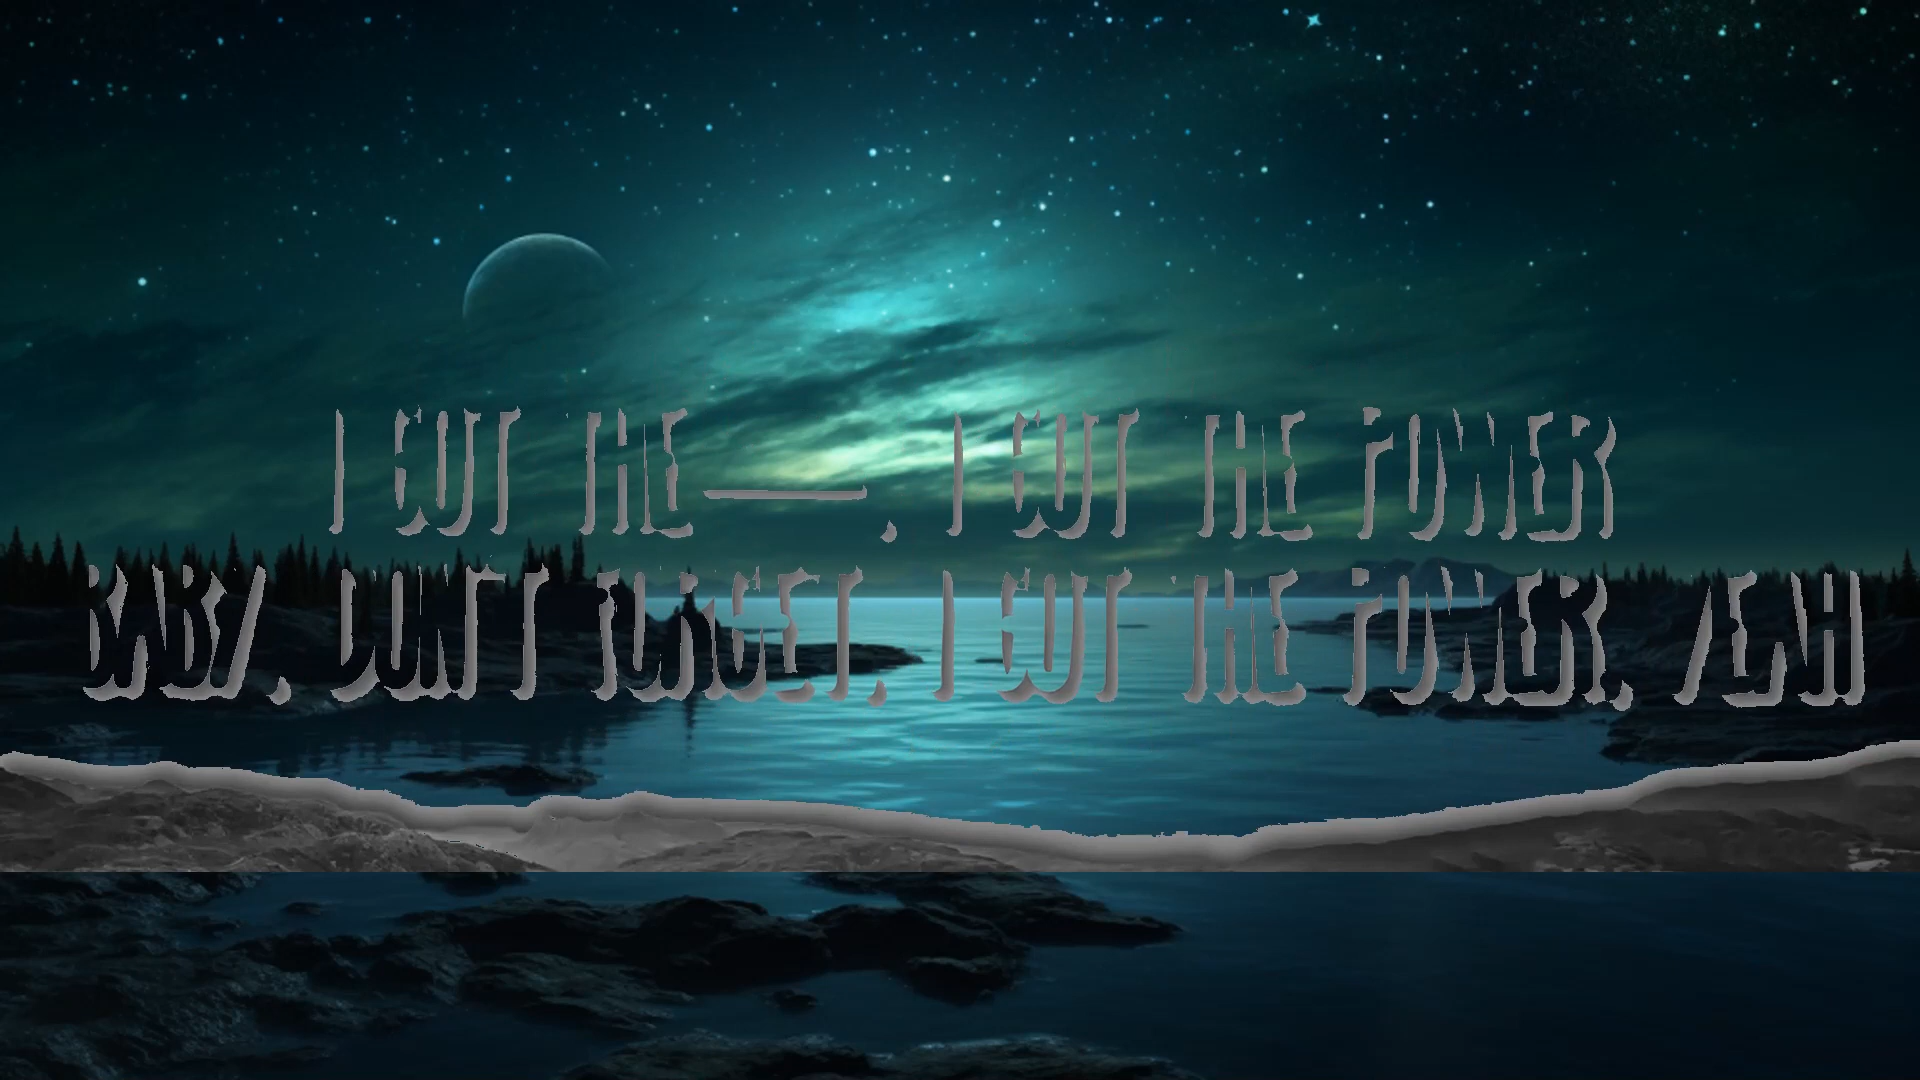 I GOT THE —, I GOT THE POWER
BABY, DON'T FORGET, I GOT THE POWER, YEAH